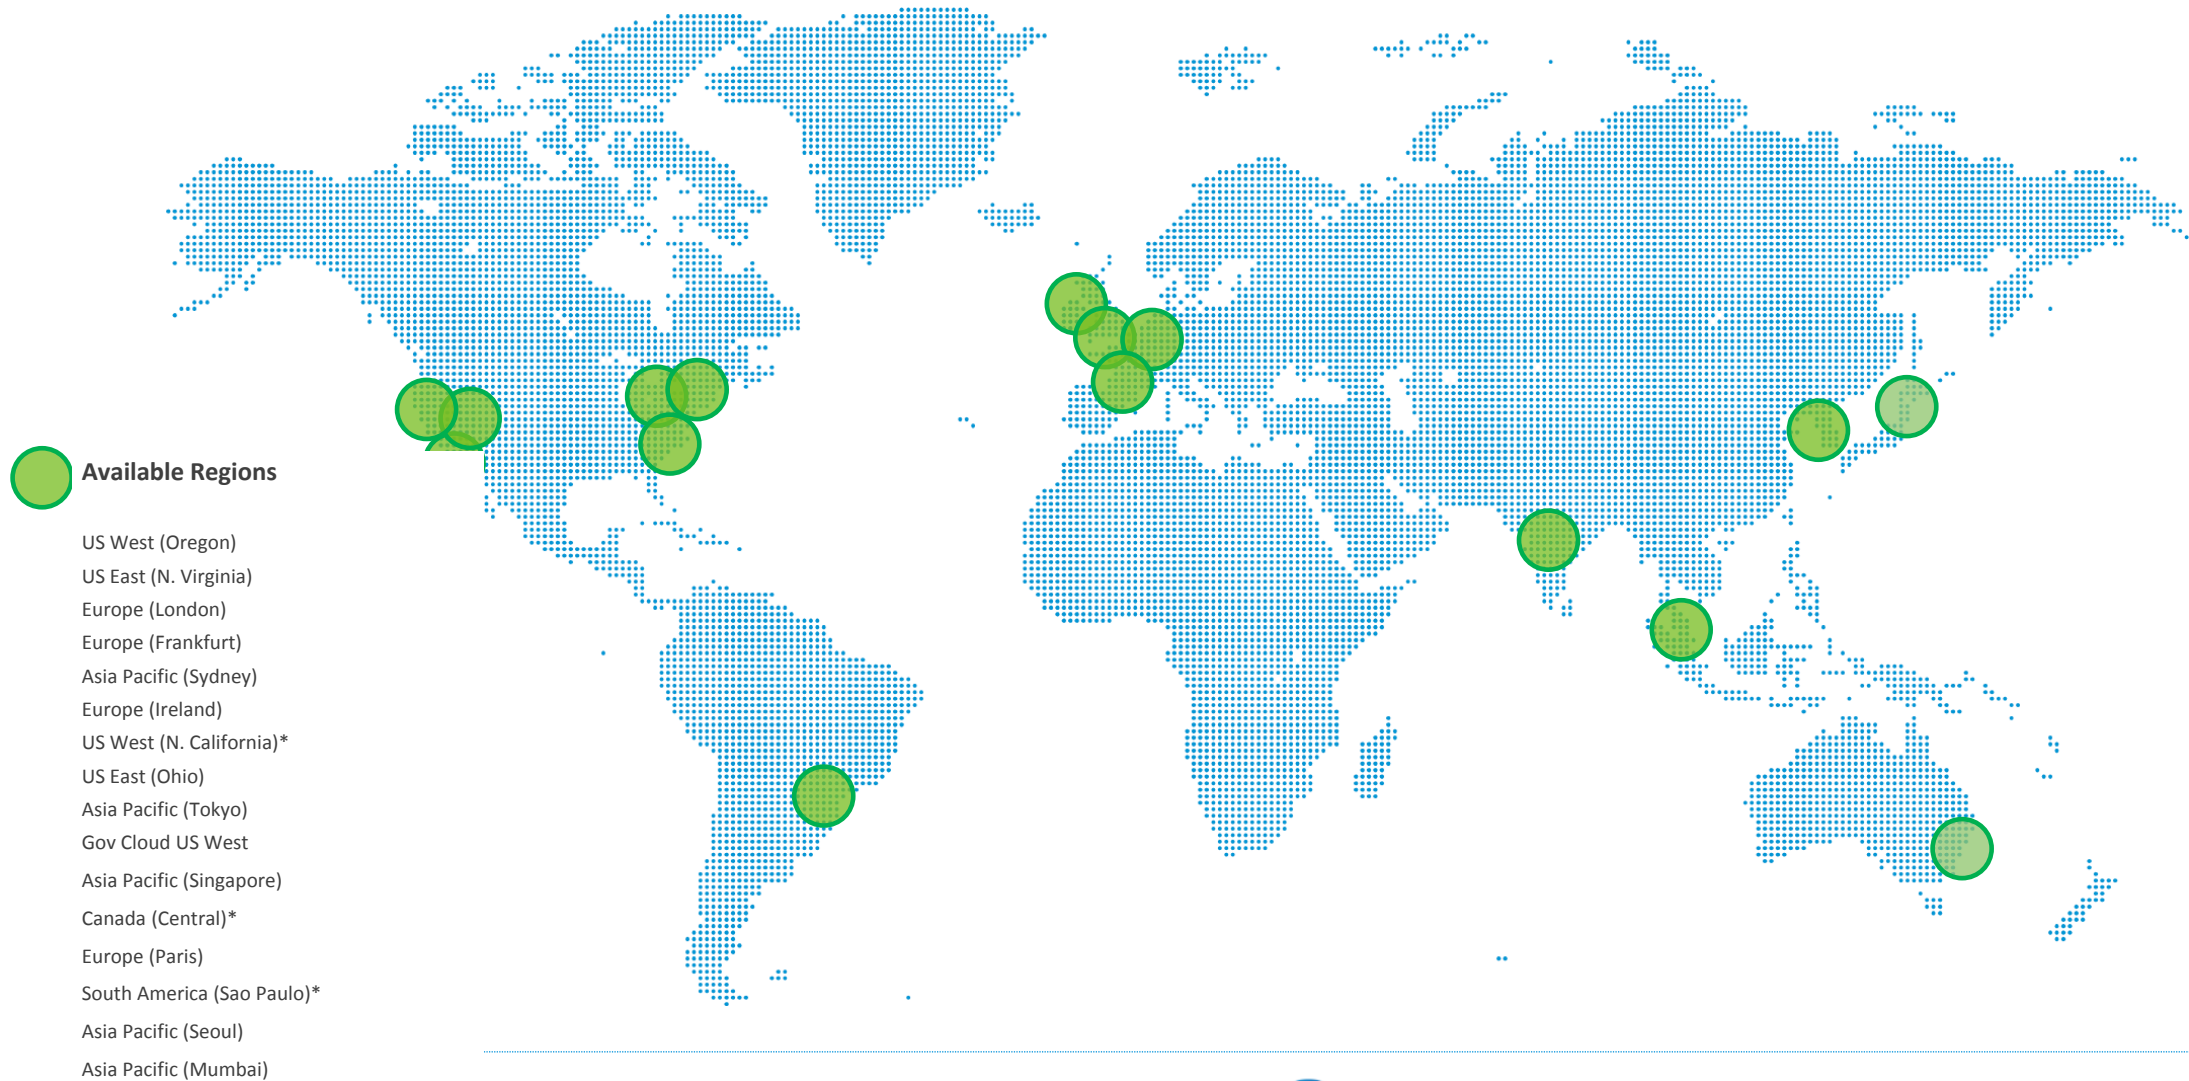 Available Regions
US West (Oregon)
US East (N. Virginia)
Europe (London)
Europe (Frankfurt)
Asia Pacific (Sydney)
Europe (Ireland)
US West (N. California)*
US East (Ohio)
Asia Pacific (Tokyo)
Gov Cloud US West
Asia Pacific (Singapore)
Canada (Central)*
Europe (Paris)
South America (Sao Paulo)*
Asia Pacific (Seoul)
Asia Pacific (Mumbai)